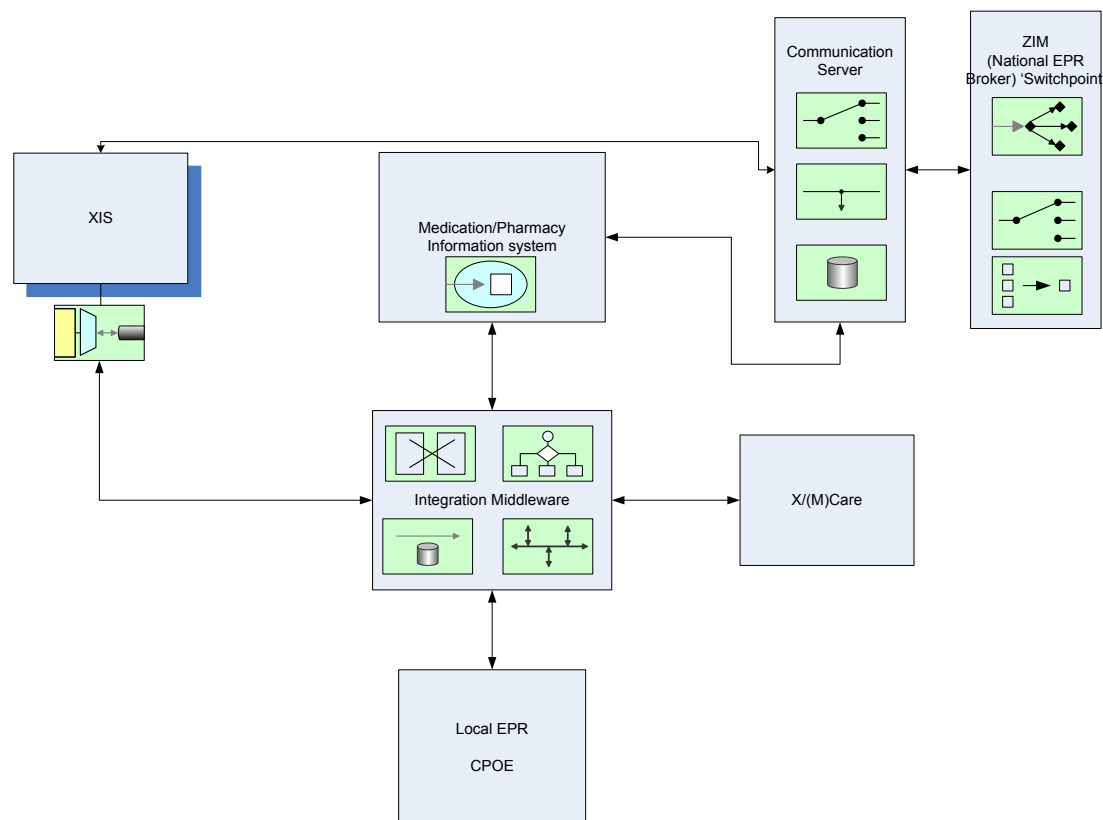 Communication
Server
ZIM
(National EPR
Broker) ‘Switchpoint
XIS
Medication/Pharmacy
Information system
Integration Middleware
X/(M)Care
Local EPR
CPOE